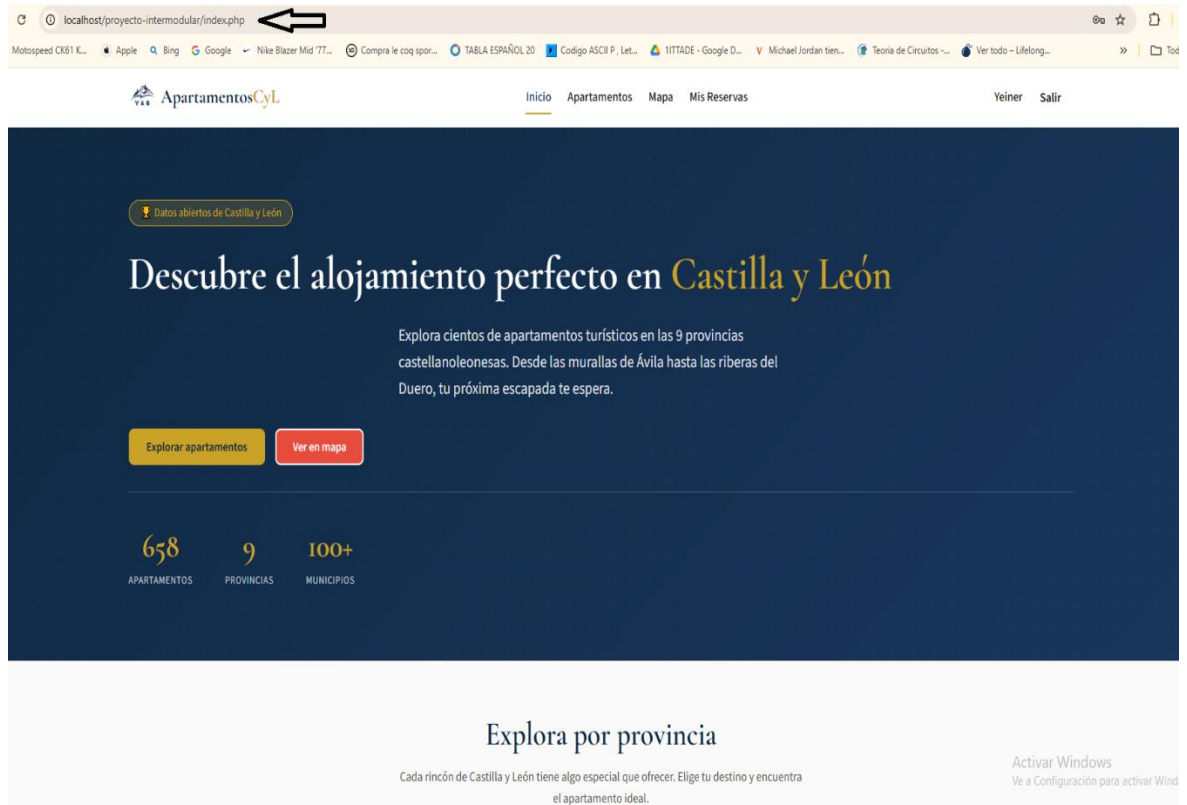 localhost/proyecto-intermodular/index.php
Motospeed CK61 K... Apple Bing Google Nike Blazer Mid '77... Compra le coq spor... TABLA ESPAÑOL 20 Codigo ASCII P , Let... 1ITTADE - Google D... Michael Jordan tien... Teoria de Circuitos -... Ver todo – Lifelong... » Tod
YAR ApartamentosCyL Inicio Apartamentos Mapa Mis Reservas Yeiner Salir
Datos abiertos de Castilla y León
Descubre el alojamiento perfecto en Castilla y León
Explora cientos de apartamentos turísticos en las 9 provincias
castellanoleonesas. Desde las murallas de Ávila hasta las riberas del
Duero, tu próxima escapada te espera.
Explorar apartamentos Ver en mapa
658 9 100+
APARTAMENTOS PROVINCIAS MUNICIPIOS
Explora por provincia
Cada rincón de Castilla y León tiene algo especial que ofrecer. Elige tu destino y encuentra
el apartamento ideal.
Activar Windows
Ve a Configuración para activar Wind